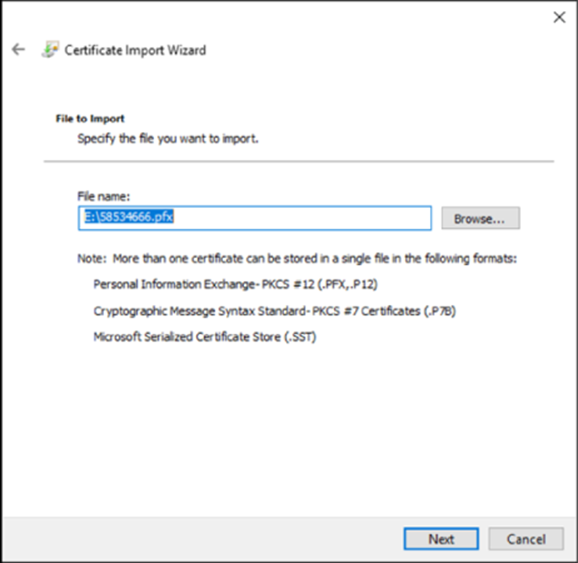 Certificate Import Wizard
File to Import
Specify the file you want to import.
File name:
E:\58534666.pfx
Browse...
Note: More than one certificate can be stored in a single file in the following formats:
Personal Information Exchange- PKCS #12 (.PFX,.P12)
Cryptographic Message Syntax Standard- PKCS #7 Certificates (.P7B)
Microsoft Serialized Certificate Store (.SST)
Next
Cancel